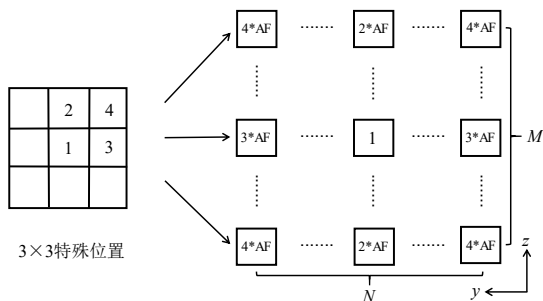 4*AF ...... 2*AF ...... 4*AF
2 4
1 3
3*AF ...... 1 ...... 3*AF
M
4*AF ...... 2*AF ...... 4*AF
3×3特殊位置
z
y
N